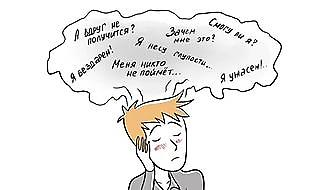 А вдруг не
получится?
Зачем
мне это?
Смогу ли я?
Я бездарен!
Я несу глупости...
Меня никто
не поймёт...
Я ужасен!..